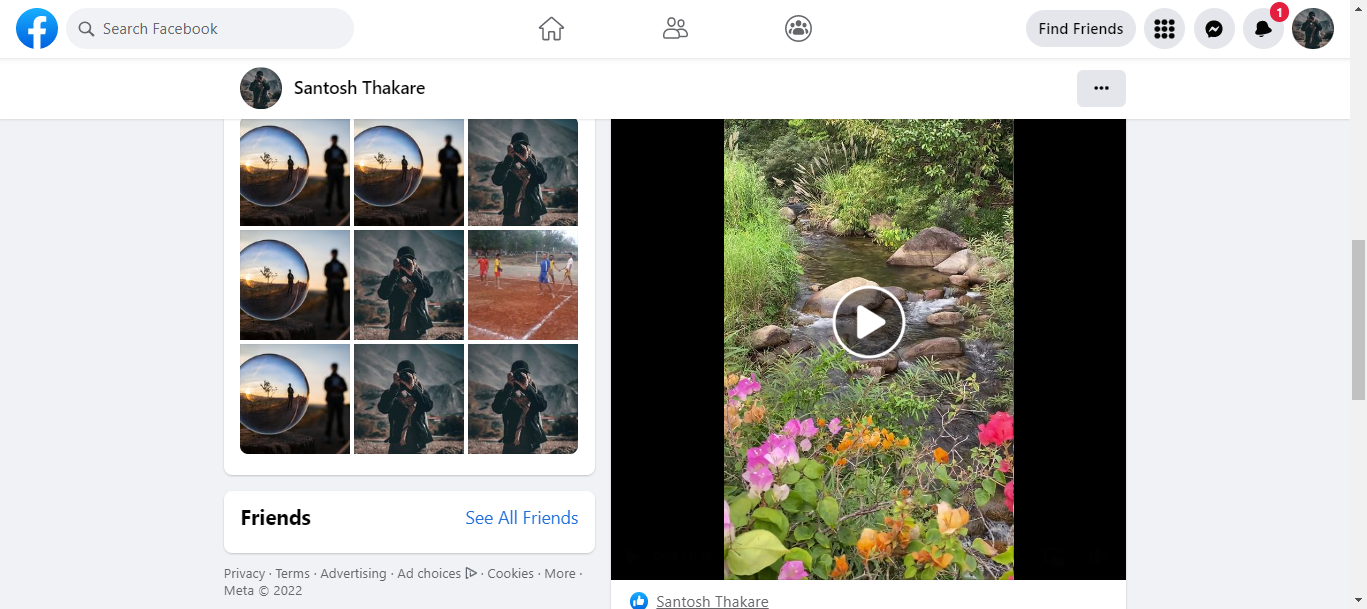 Search Facebook
Find Friends
1
Santosh Thakare
Friends
See All Friends
Privacy · Terms · Advertising · Ad choices · Cookies · More ·
Meta © 2022
Santosh Thakare